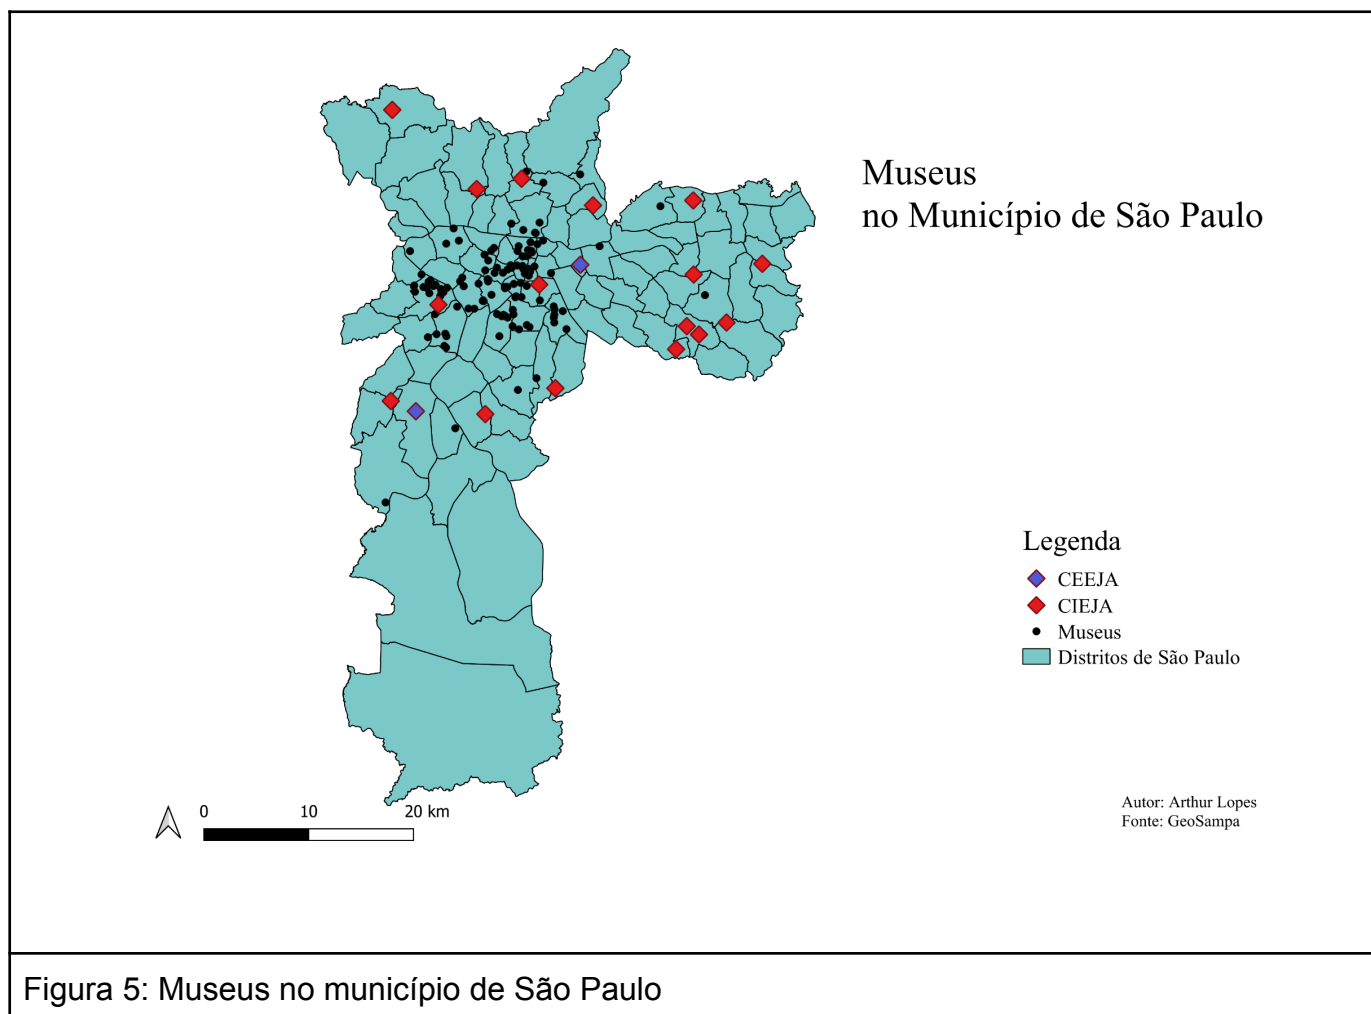 Museus
no Município de São Paulo
Legenda
CEEJA
CIEJA
Museus
Distritos de São Paulo
0 10 20 km
Autor: Arthur Lopes
Fonte: GeoSampa
Figura 5: Museus no município de São Paulo